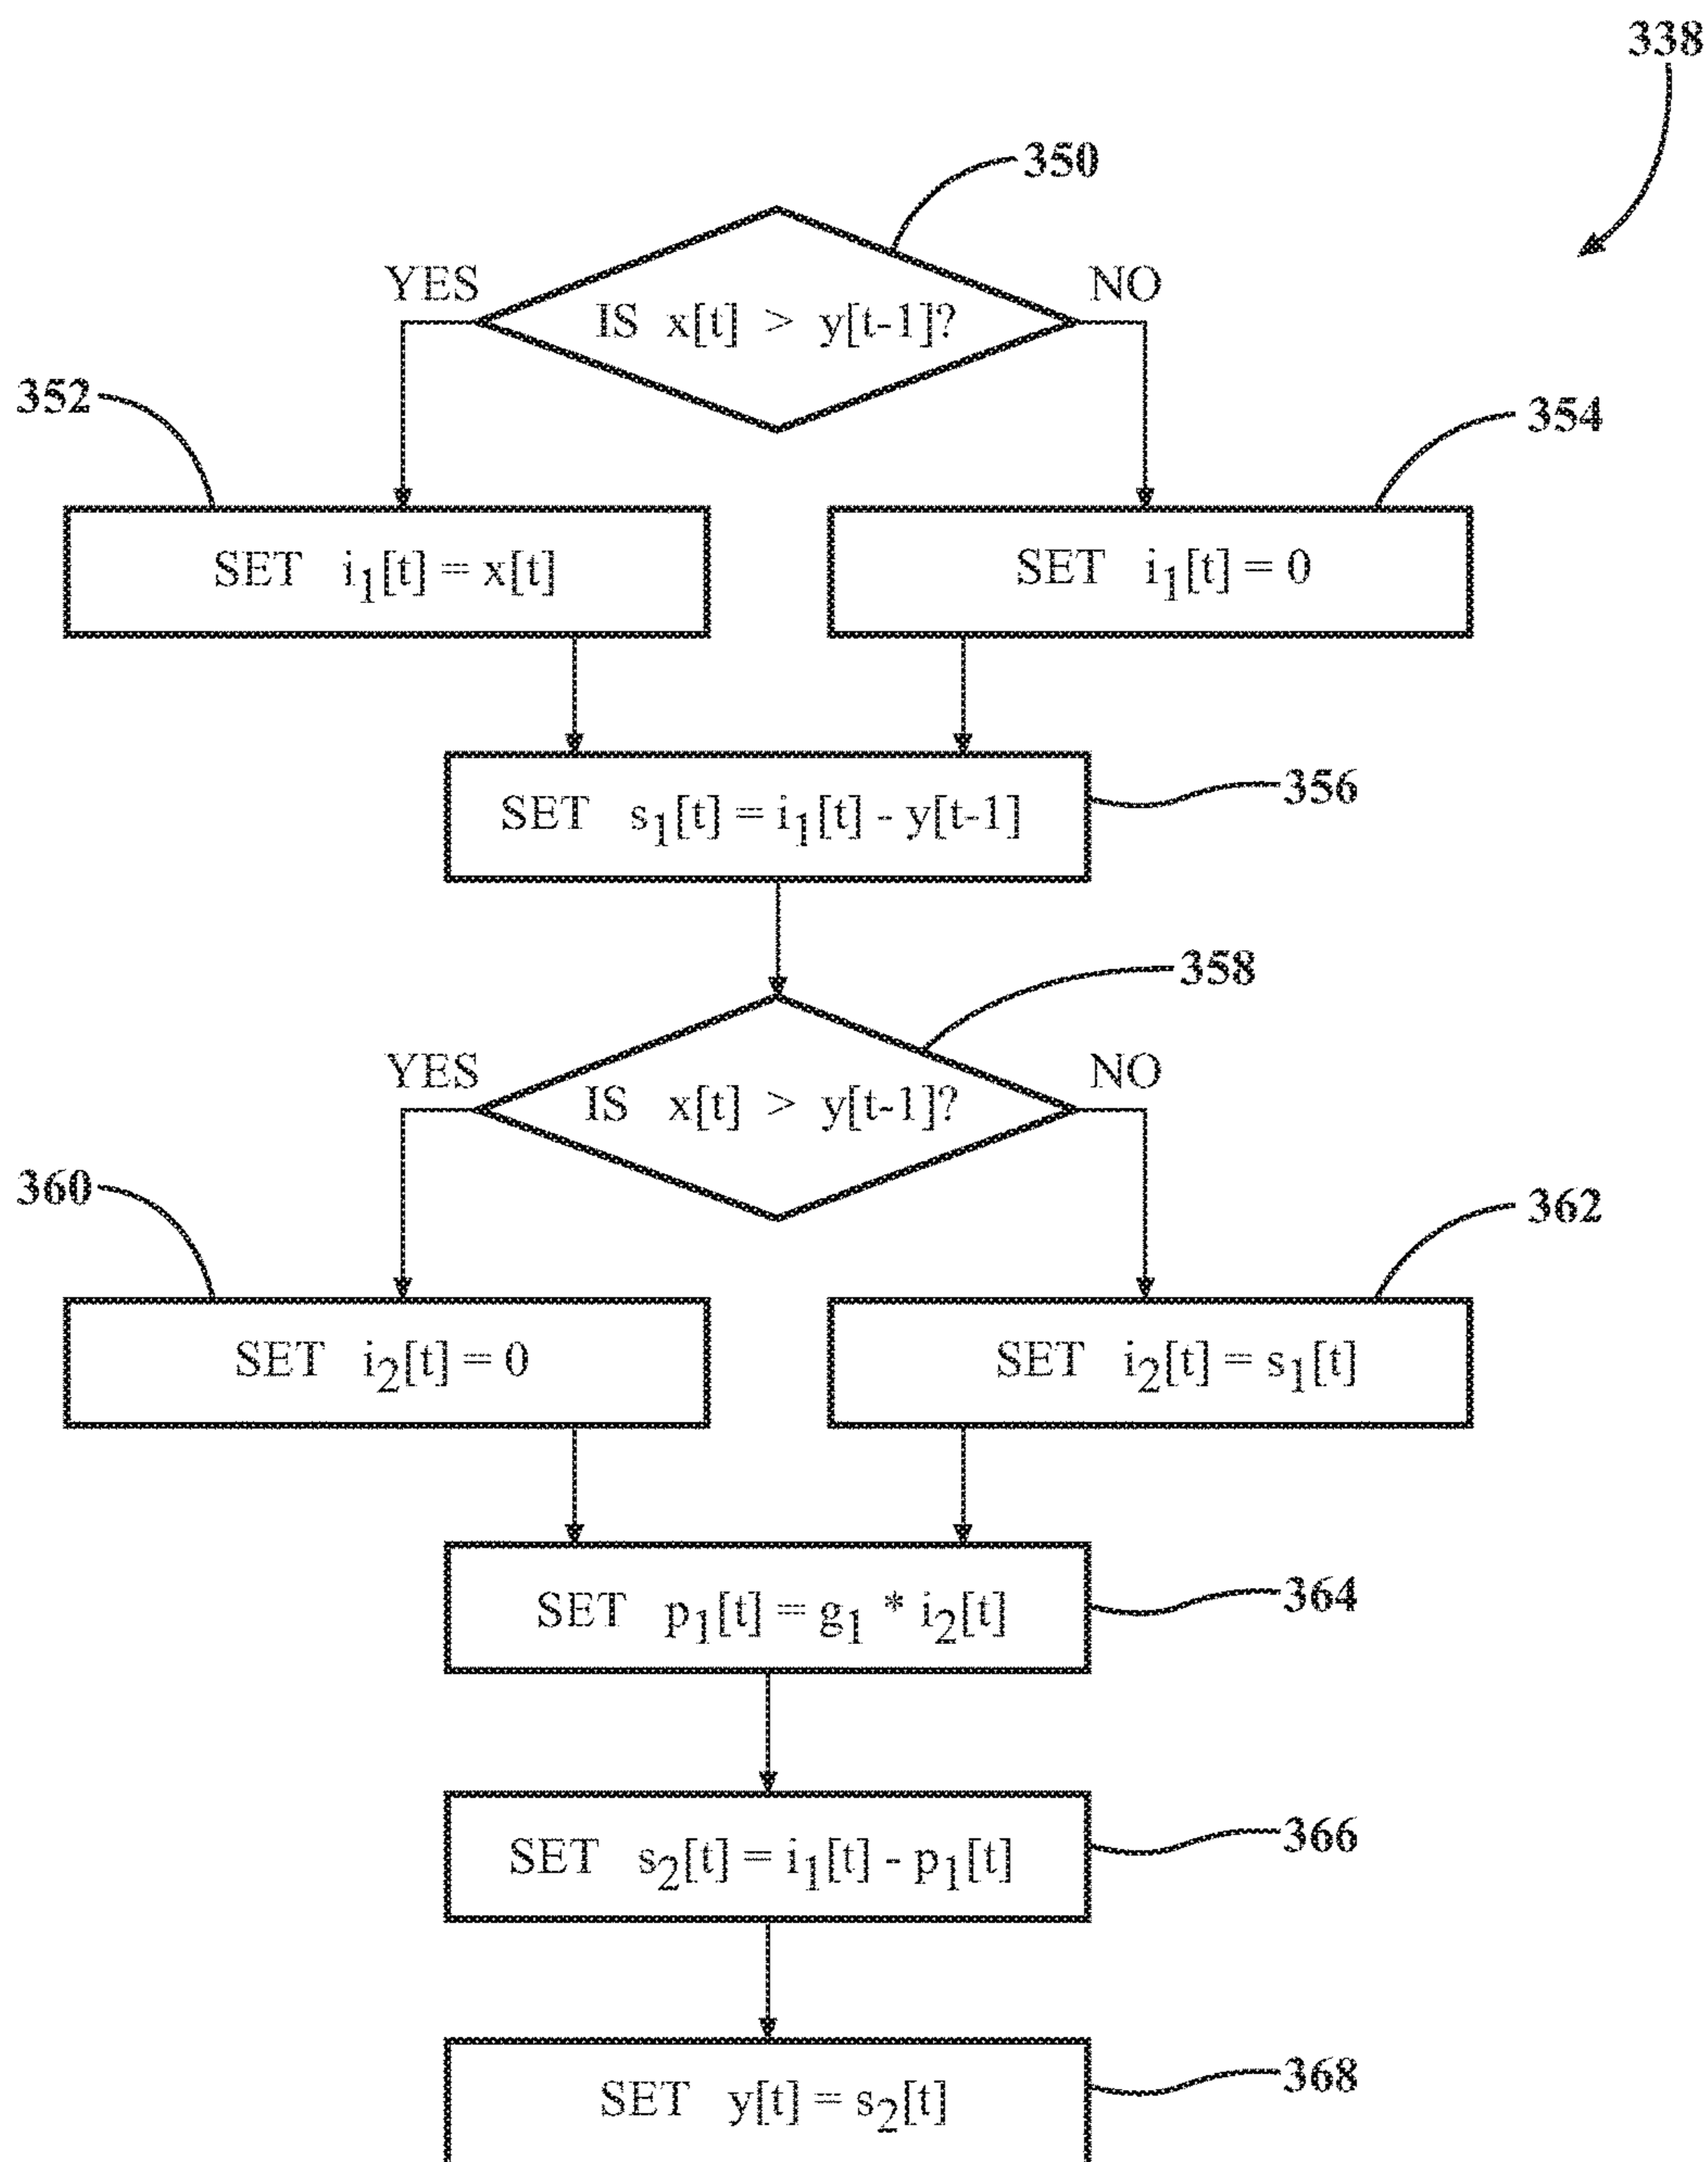 338
350
YES
NO
IS x[t] > y[t-1]?
352
354
SET i₁[t] = x[t]
SET i₁[t] = 0
356
SET s₁[t] = i₁[t] - y[t-1]
358
YES
NO
IS x[t] > y[t-1]?
360
362
SET i₂[t] = 0
SET i₂[t] = s₁[t]
364
SET p₁[t] = g₁ * i₂[t]
366
SET s₂[t] = i₁[t] - p₁[t]
368
SET y[t] = s₂[t]